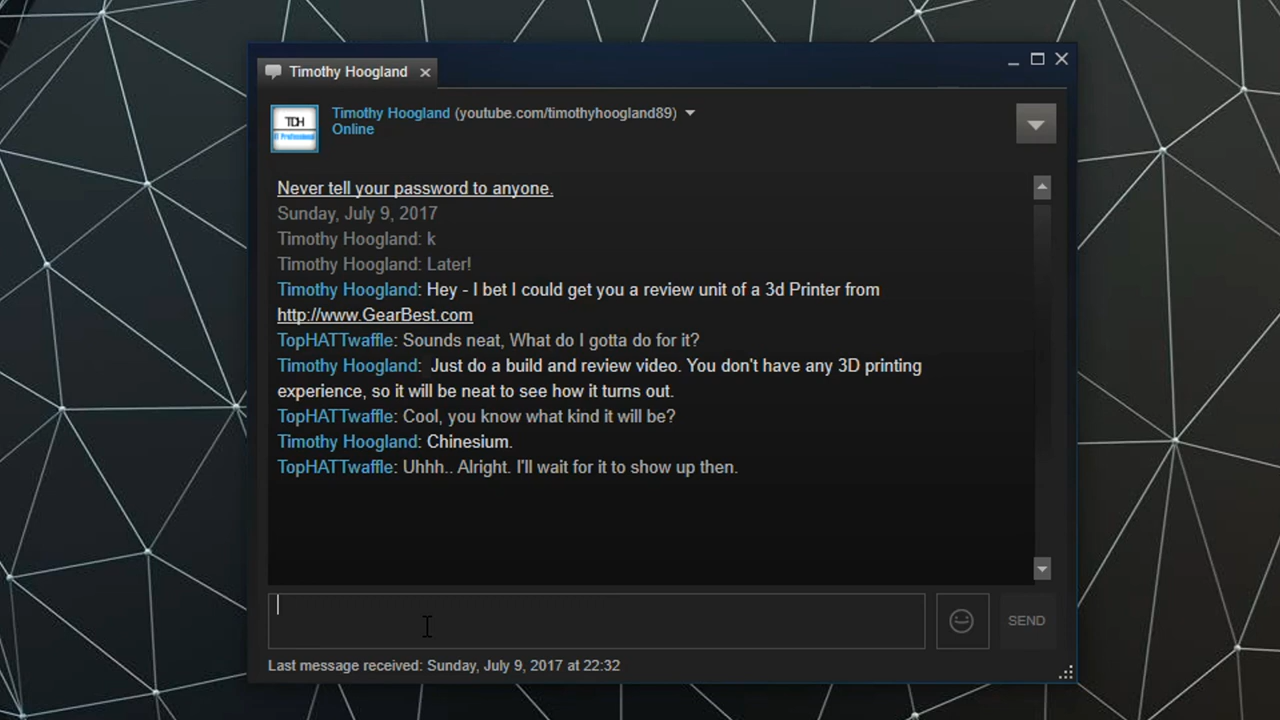 Timothy Hoogland
TDH
IT Professional
Timothy Hoogland (youtube.com/timothyhoogland89)
Online
Never tell your password to anyone.
Sunday, July 9, 2017
Timothy Hoogland: k
Timothy Hoogland: Later!
Timothy Hoogland: Hey - I bet I could get you a review unit of a 3d Printer from
http://www.GearBest.com
TopHATTwaffle: Sounds neat, What do I gotta do for it?
Timothy Hoogland: Just do a build and review video. You don't have any 3D printing
experience, so it will be neat to see how it turns out.
TopHATTwaffle: Cool, you know what kind it will be?
Timothy Hoogland: Chinesium.
TopHATTwaffle: Uhhh.. Alright. I'll wait for it to show up then.
SEND
Last message received: Sunday, July 9, 2017 at 22:32